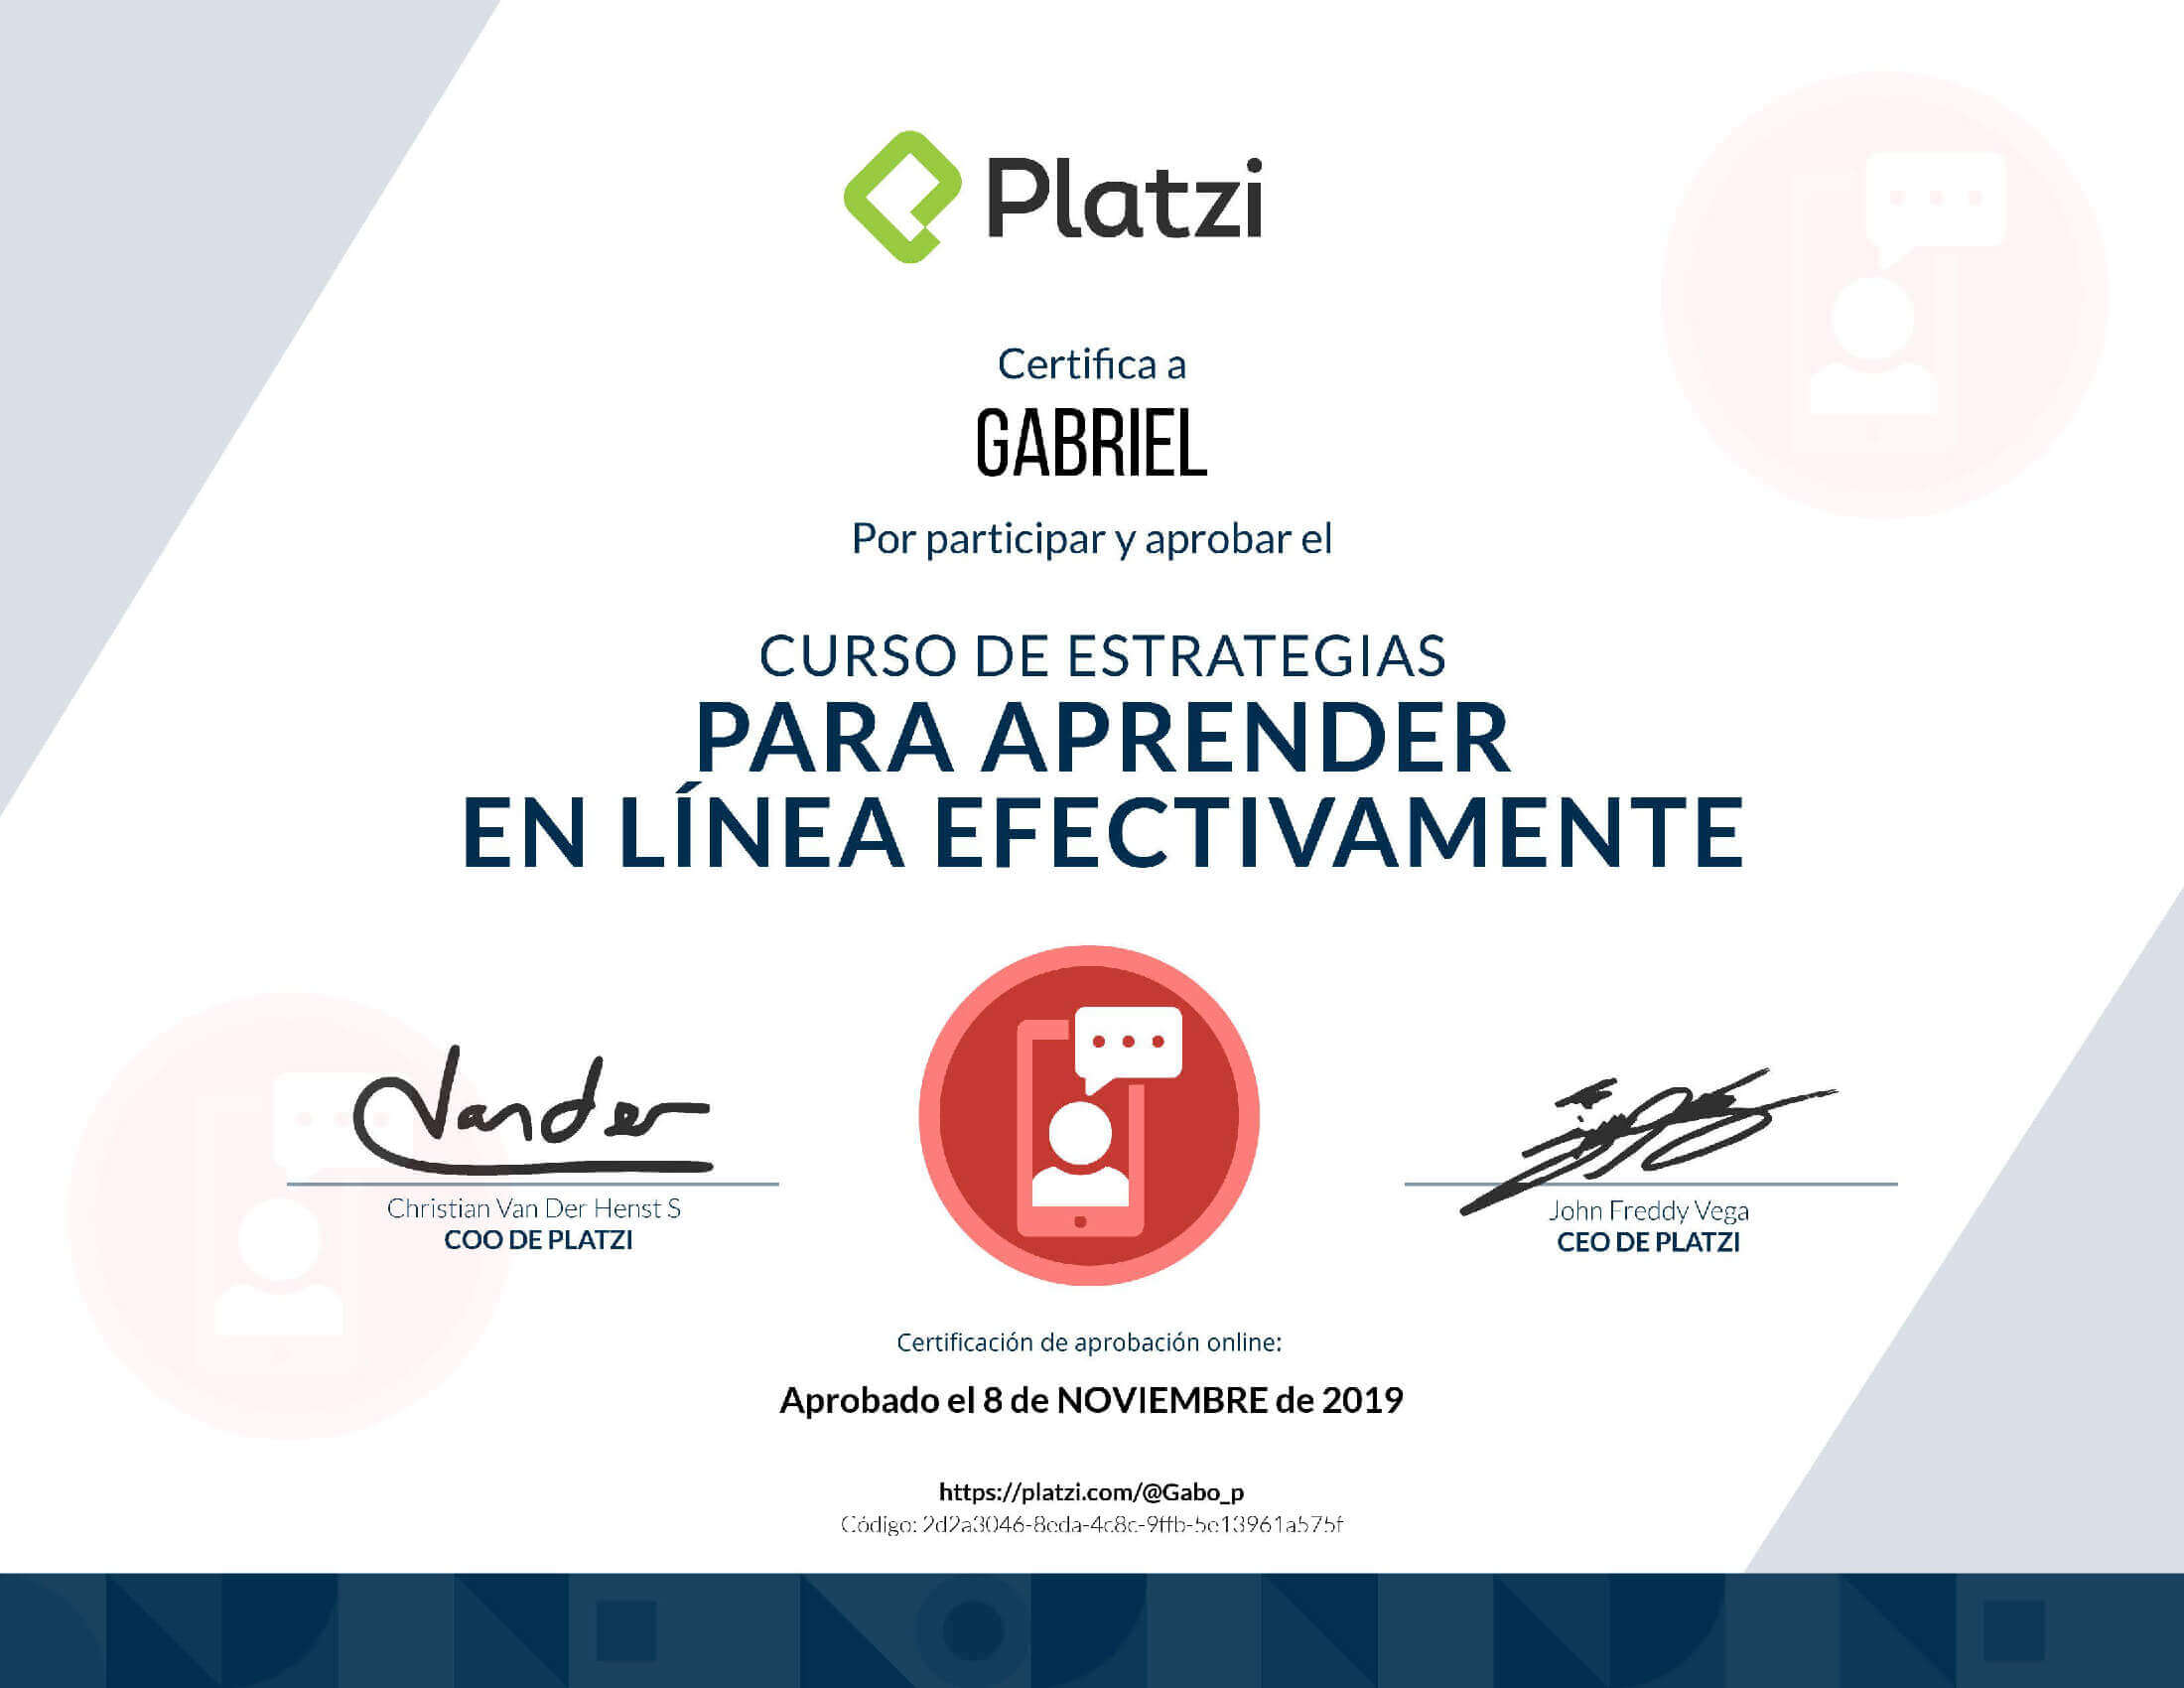 Platzi
Certifica a
GABRIEL
Por participar y aprobar el
CURSO DE ESTRATEGIAS
PARA APRENDER
EN LÍNEA EFECTIVAMENTE
Vander
Christian Van Der Henst S
COO DE PLATZI
John Freddy Vega
CEO DE PLATZI
Certificación de aprobación online:
Aprobado el 8 de NOVIEMBRE de 2019
https://platzi.com/@Gabo_p
Código: 2d2a3046-8eda-4c8c-9ffb-5e13961a575f